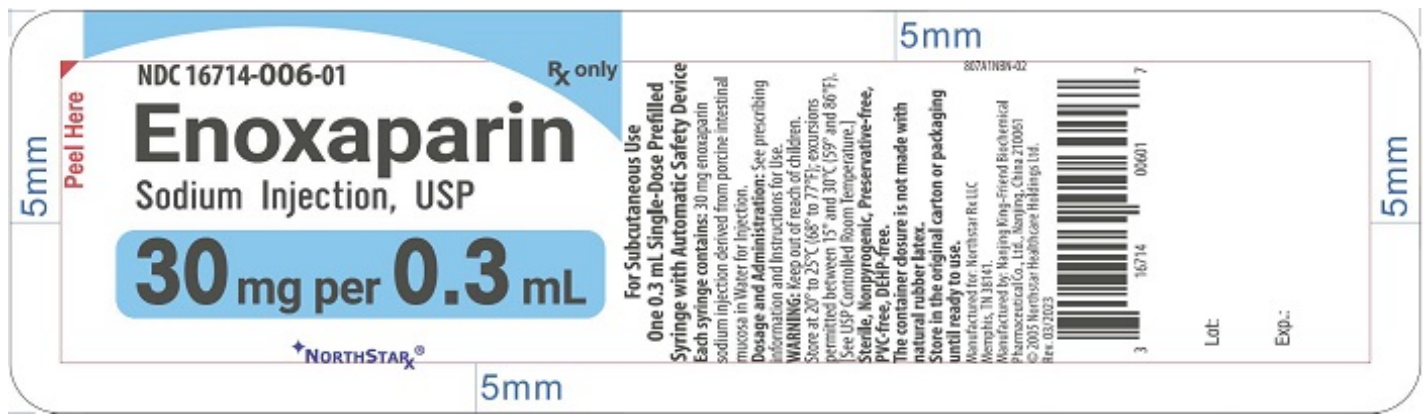 5mm
5mm
Peel Here
NDC 16714-006-01
Rx only
Enoxaparin
Sodium Injection, USP
30 mg per 0.3 mL
NORTHSTARx®
5mm
For Subcutaneous Use
One 0.3 mL Single-Dose Prefilled
Syringe with Automatic Safety Device
Each syringe contains: 30 mg enoxaparin
sodium injection derived from porcine intestinal
mucosa in Water for Injection.
Dosage and Administration: See prescribing
information and Instructions for Use.
WARNING: Keep out of reach of children.
Store at 20° to 25°C (68° to 77°F); excursions
permitted between 15° and 30°C (59° and 86°F).
[See USP Controlled Room Temperature.]
Sterile, Nonpyrogenic, Preservative-free,
PVC-free, DEHP-free.
The container closure is not made with
natural rubber latex.
Store in the original carton or packaging
until ready to use.
Manufactured for: Northstar Rx LLC
Memphis, TN 38141.
Manufactured by: Nanjing King-Friend Biochemical
Pharmaceutical Co., Ltd., Nanjing, China 210061
© 2005 Northstar Healthcare Holdings Ltd.
Rev. 03/2023
807A1N8N-02
3 16714 00601 7
Lot:
Exp.:
5mm